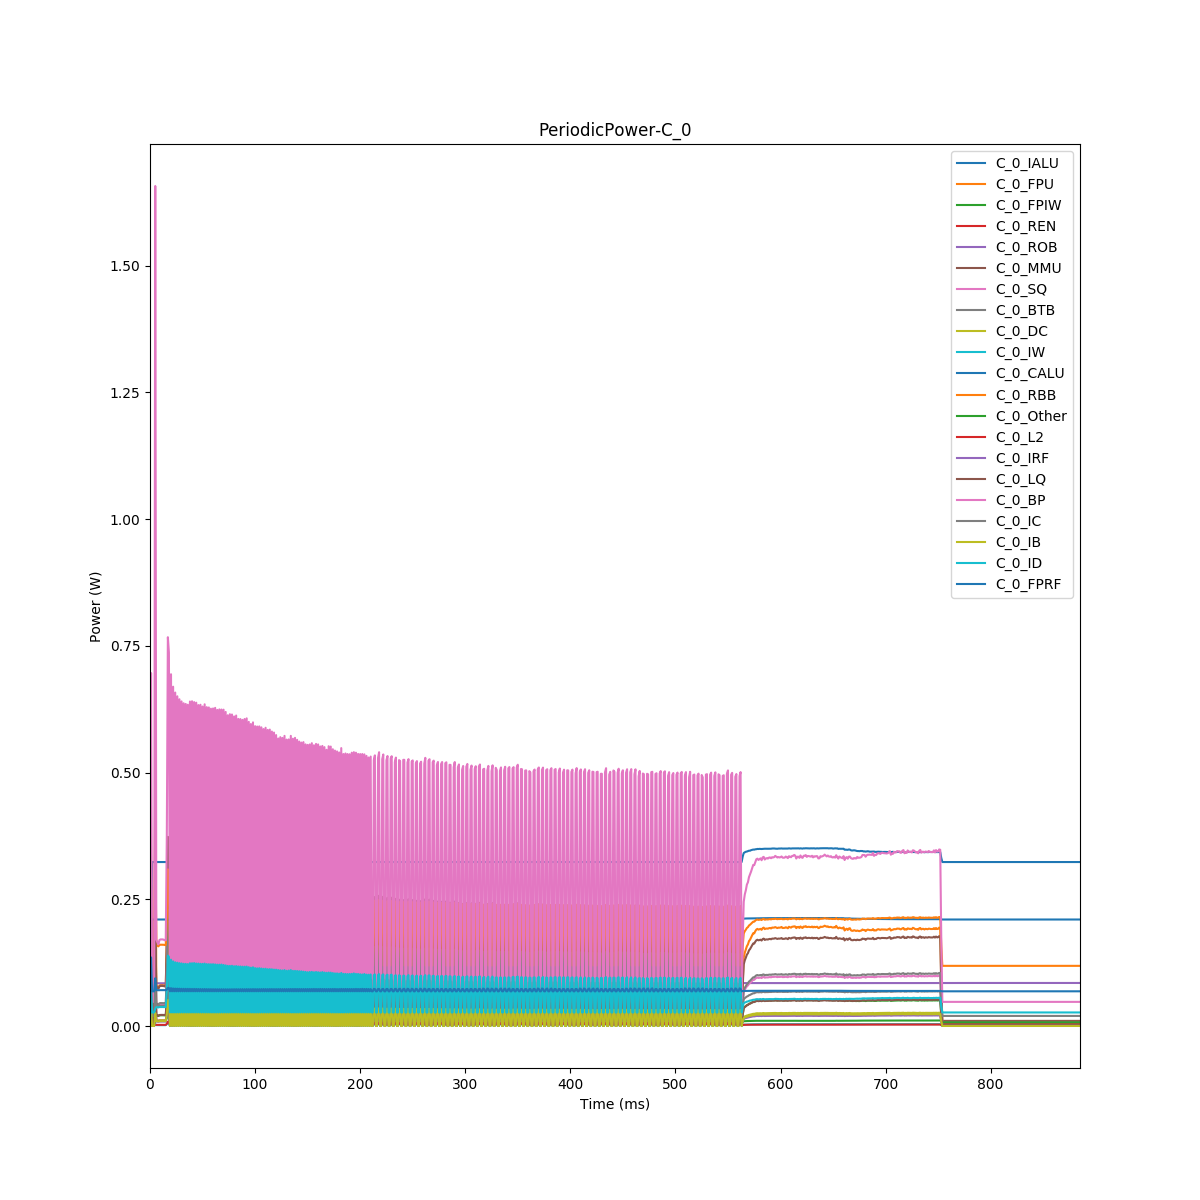 PeriodicPower-C_0
C_0_IALU
C_0_FPU
C_0_FPIW
C_0_REN
C_0_ROB
C_0_MMU
C_0_SQ
C_0_BTB
C_0_DC
C_0_IW
C_0_CALU
C_0_RBB
C_0_Other
C_0_L2
C_0_IRF
C_0_LQ
C_0_BP
C_0_IC
C_0_IB
C_0_ID
C_0_FPRF
1.50
1.25
1.00
0.75
0.50
0.25
0.00
Power (W)
0 100 200 300 400 500 600 700 800
Time (ms)